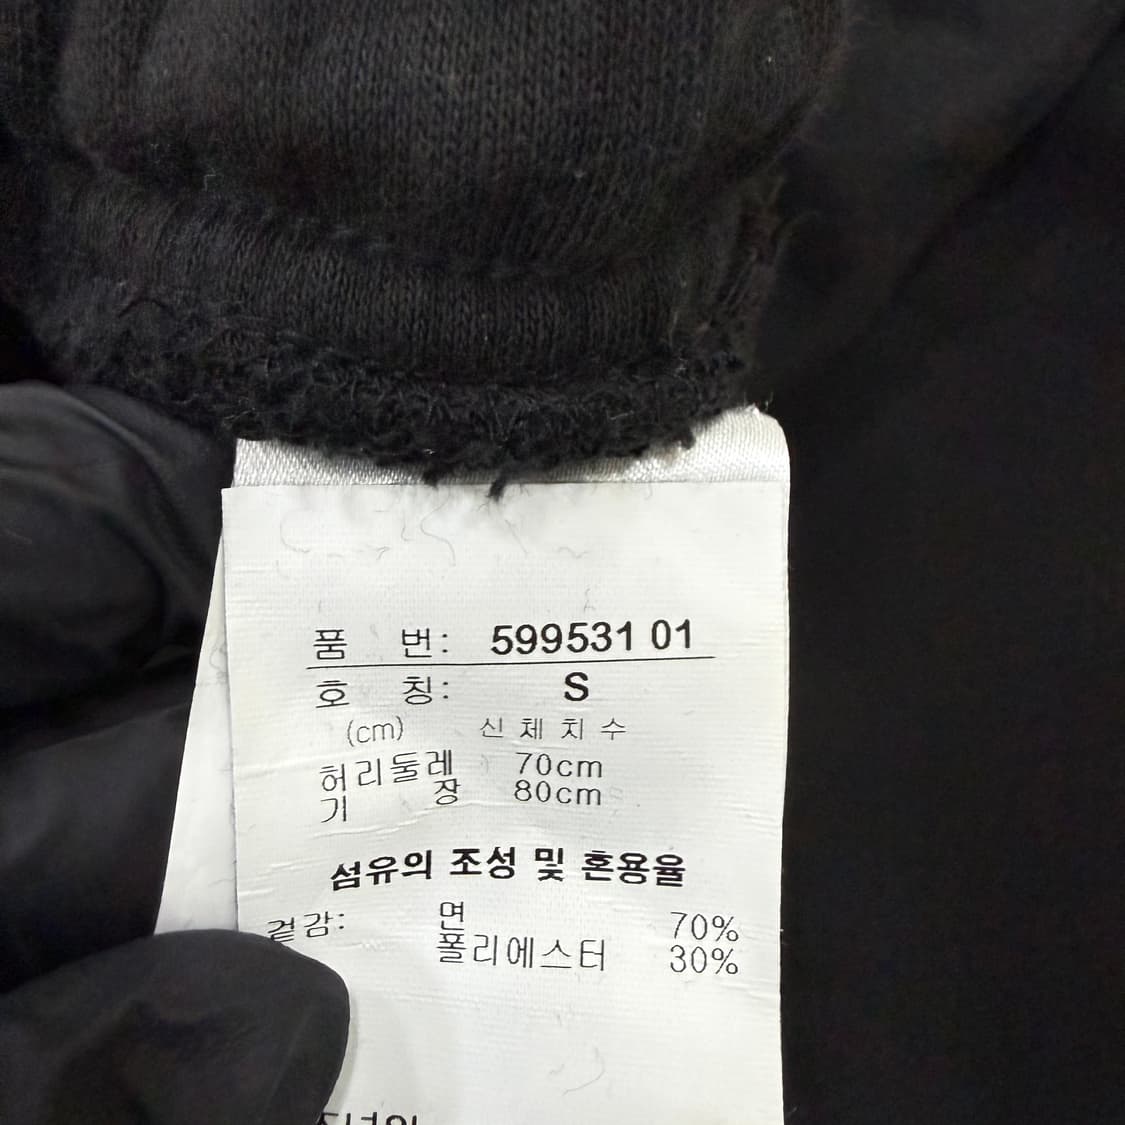 품 번: 599531 01
호 칭: S
(cm) 신체치수
허리둘레 70cm
기 장 80cm
섬유의 조성 및 혼용율
겉감: 면 70%
폴리에스터 30%